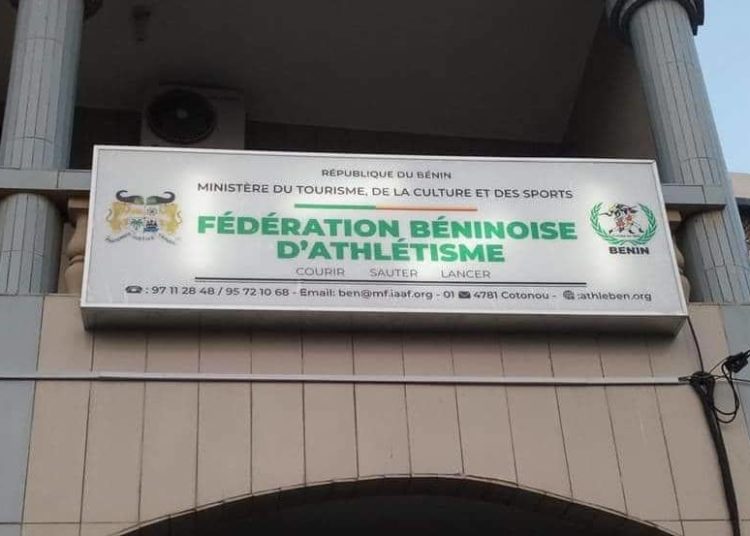 RÉPUBLIQUE DU BÉNIN
MINISTÈRE DU TOURISME, DE LA CULTURE ET DES SPORTS
FÉDÉRATION BÉNINOISE
D'ATHLÉTISME
COURIR SAUTER LANCER
BENIN
: 97 11 28 48 / 95 72 10 68 - Email: ben@mf.iaaf.org - 01 4781 Cotonou - :athleben.org